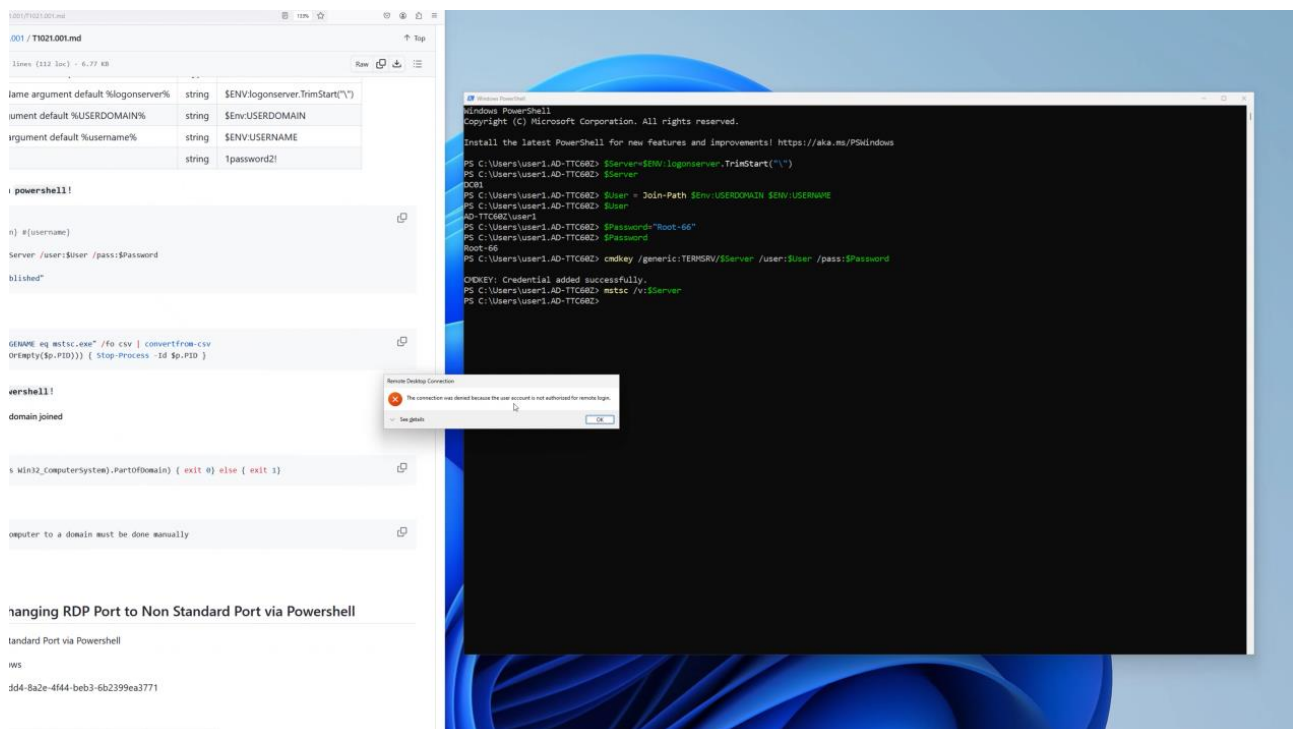 1.001/T1021.001.md
133%
.001 / T1021.001.md
Top
lines (112 loc) · 6.77 KB
Raw
Name argument default %logonserver% string $ENV:logonserver.TrimStart("\")
ument default %USERDOMAIN% string $Env:USERDOMAIN
argument default %username% string $ENV:USERNAME
string 1password2!
powershell!
n} #{username}
Server /user:$User /pass:$Password
blished"
GENAME eq mstsc.exe" /fo csv | convertfrom-csv
OrEmpty($p.PID))) { Stop-Process -Id $p.PID }
wershell!
domain joined
s Win32_ComputerSystem).PartOfDomain) { exit 0} else { exit 1}
omputer to a domain must be done manually
hanging RDP Port to Non Standard Port via Powershell
tandard Port via Powershell
ows
dd4-8a2e-4f44-beb3-6b2399ea3771
Windows PowerShell
Windows PowerShell
Copyright (C) Microsoft Corporation. All rights reserved.
Install the latest PowerShell for new features and improvements! https://aka.ms/PSWindows
PS C:\Users\user1.AD-TTC60Z> $Server=$ENV:logonserver.TrimStart("\")
PS C:\Users\user1.AD-TTC60Z> $Server
DC01
PS C:\Users\user1.AD-TTC60Z> $User = Join-Path $Env:USERDOMAIN $ENV:USERNAME
PS C:\Users\user1.AD-TTC60Z> $User
AD-TTC60Z\user1
PS C:\Users\user1.AD-TTC60Z> $Password="Root-66"
PS C:\Users\user1.AD-TTC60Z> $Password
Root-66
PS C:\Users\user1.AD-TTC60Z> cmdkey /generic:TERMSRV/$Server /user:$User /pass:$Password
CMDKEY: Credential added successfully.
PS C:\Users\user1.AD-TTC60Z> mstsc /v:$Server
PS C:\Users\user1.AD-TTC60Z>
Remote Desktop Connection
The connection was denied because the user account is not authorized for remote login.
See details
OK